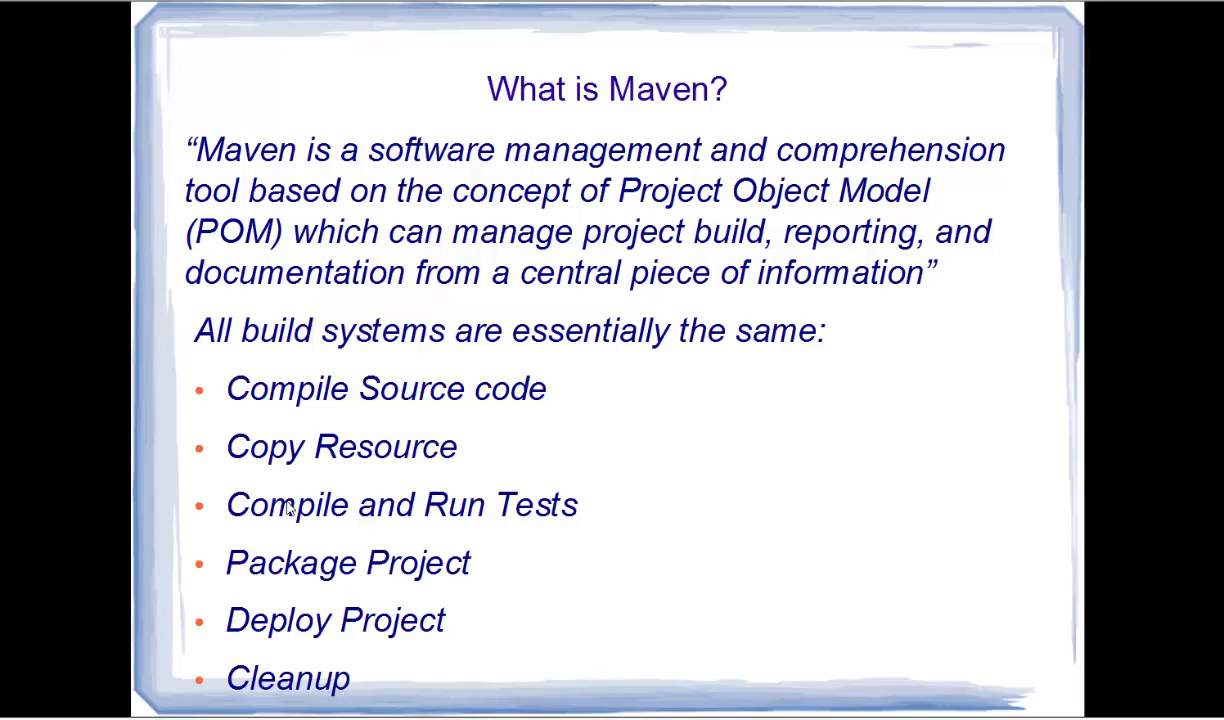 What is Maven?
“Maven is a software management and comprehension
tool based on the concept of Project Object Model
(POM) which can manage project build, reporting, and
documentation from a central piece of information”
All build systems are essentially the same:
• Compile Source code
• Copy Resource
• Compile and Run Tests
• Package Project
• Deploy Project
• Cleanup